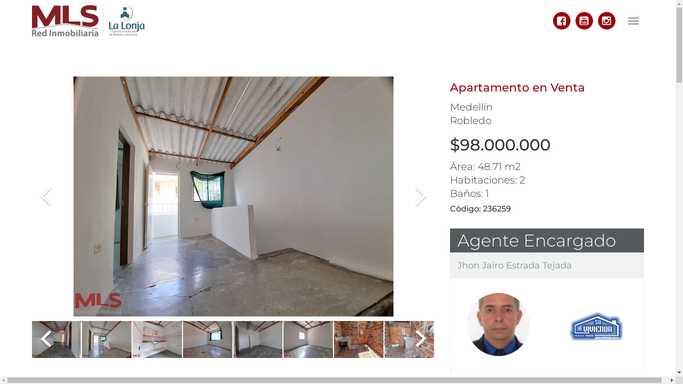 MLS
Red Inmobiliaria
La Lonja
Apartamento en Venta
Medellín
Robledo
$98.000.000
Área: 48.71 m2
Habitaciones: 2
Baños: 1
Código: 236259
MLS
Agente Encargado
Jhon Jairo Estrada Tejada
VIVIENDA